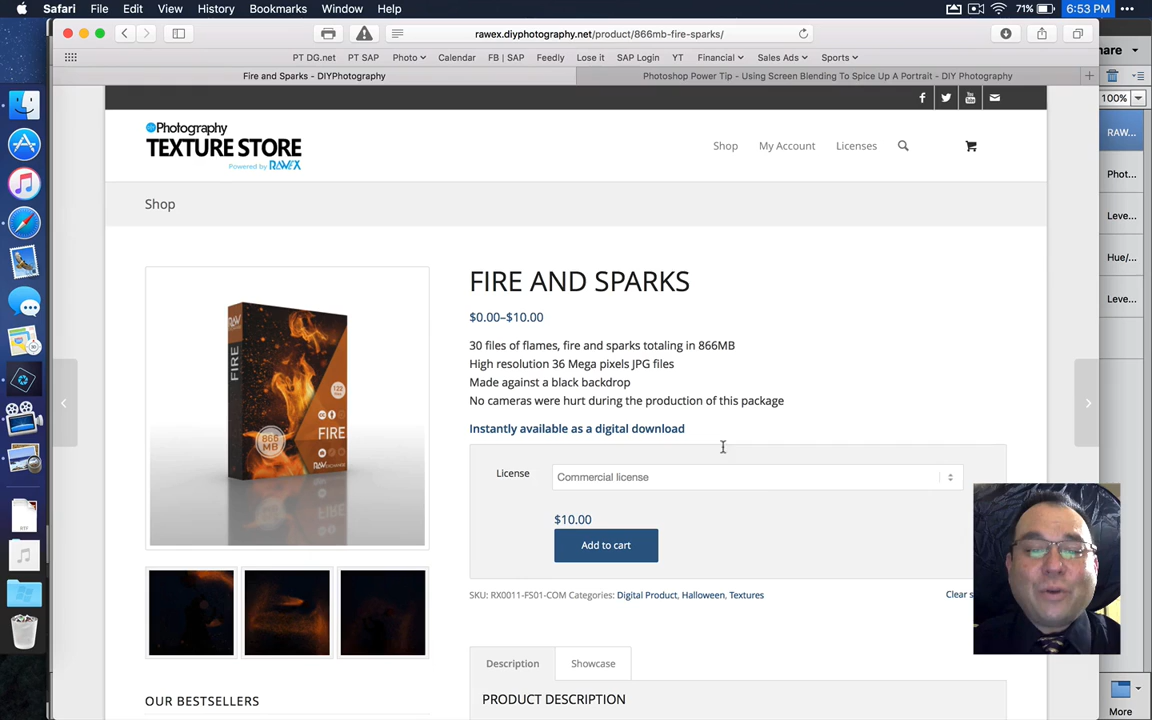 Safari File Edit View History Bookmarks Window Help 71% 6:53 PM
rawex.diyphotography.net/product/866mb-fire-sparks/
hare
PT DG.net PT SAP Photo Calendar FB | SAP Feedly Lose it SAP Login YT Financial Sales Ads Sports
Fire and Sparks - DIYPhotography Photoshop Power Tip - Using Screen Blending To Spice Up A Portrait - DIY Photography
100%
Photography
TEXTURE STORE
Powered by RAWEX
Shop My Account Licenses
RAW...
Phot...
Shop
Leve...
Hue/...
Leve...
FIRE AND SPARKS
$0.00–$10.00
30 files of flames, fire and sparks totaling in 866MB
High resolution 36 Mega pixels JPG files
Made against a black backdrop
No cameras were hurt during the production of this package
Instantly available as a digital download
FIRE
122
866
MB
FIRE
License Commercial license
$10.00
Add to cart
SKU: RX0011-FS01-COM Categories: Digital Product, Halloween, Textures
Clear s
Description Showcase
PRODUCT DESCRIPTION
OUR BESTSELLERS
More